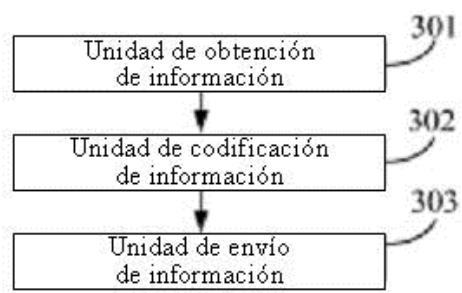 301
Unidad de obtención
de información
302
Unidad de codificación
de información
303
Unidad de envío
de información